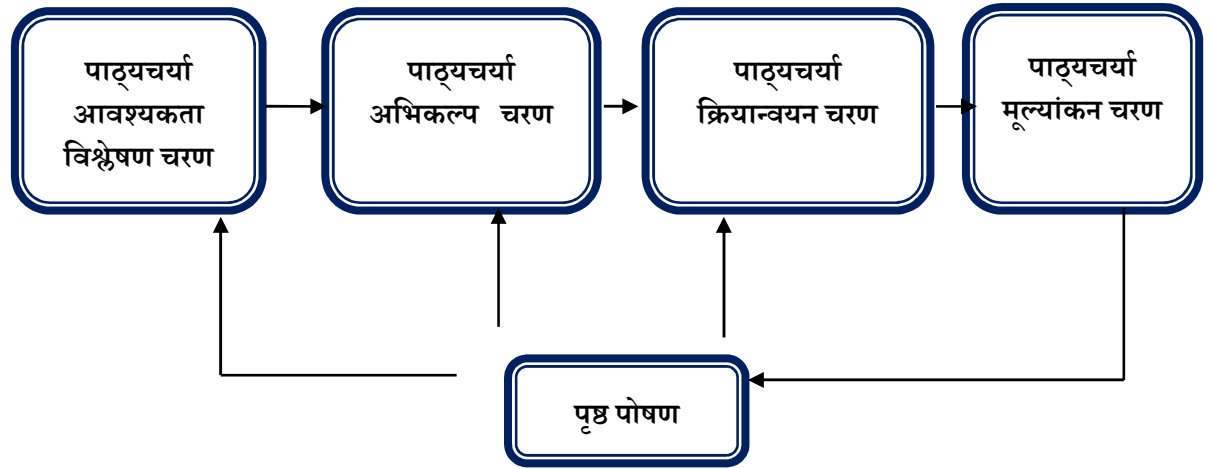 पाठ्यचर्या
आवश्यकता
विश्लेषण चरण
पाठ्यचर्या
अभिकल्प चरण
पाठ्यचर्या
क्रियान्वयन चरण
पाठ्यचर्या
मूल्यांकन चरण
पृष्ठ पोषण